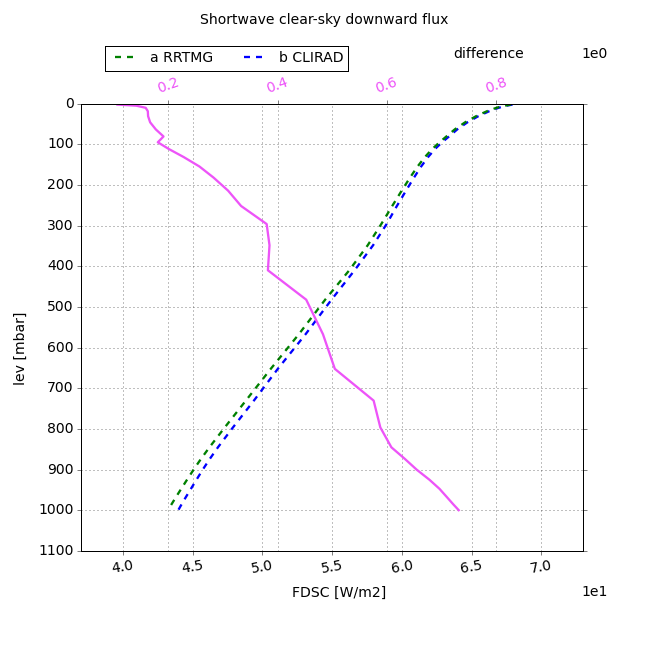 Shortwave clear-sky downward flux
a RRTMG b CLIRAD difference 1e0
0.2 0.4 0.6 0.8
0
100
200
300
400
500
600
700
800
900
1000
1100
lev [mbar]
4.0 4.5 5.0 5.5 6.0 6.5 7.0
FDSC [W/m2] 1e1